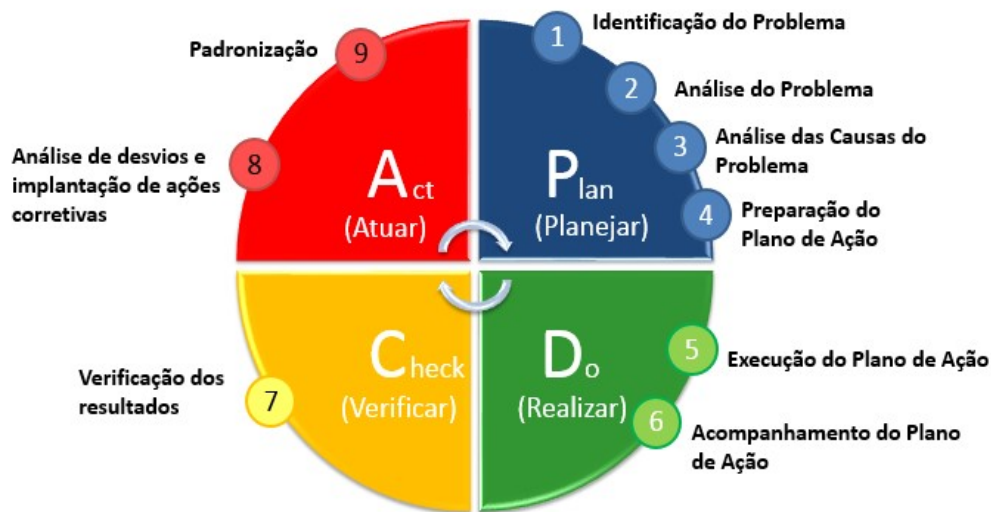 1
Identificação do Problema
2
Análise do Problema
3
Análise das Causas do
Problema
4
Preparação do
Plano de Ação
Plan
(Planejar)
5
Execução do Plano de Ação
6
Acompanhamento do Plano
de Ação
Do
(Realizar)
7
Verificação dos
resultados
Check
(Verificar)
8
Análise de desvios e
implantação de ações
corretivas
9
Padronização
Act
(Atuar)